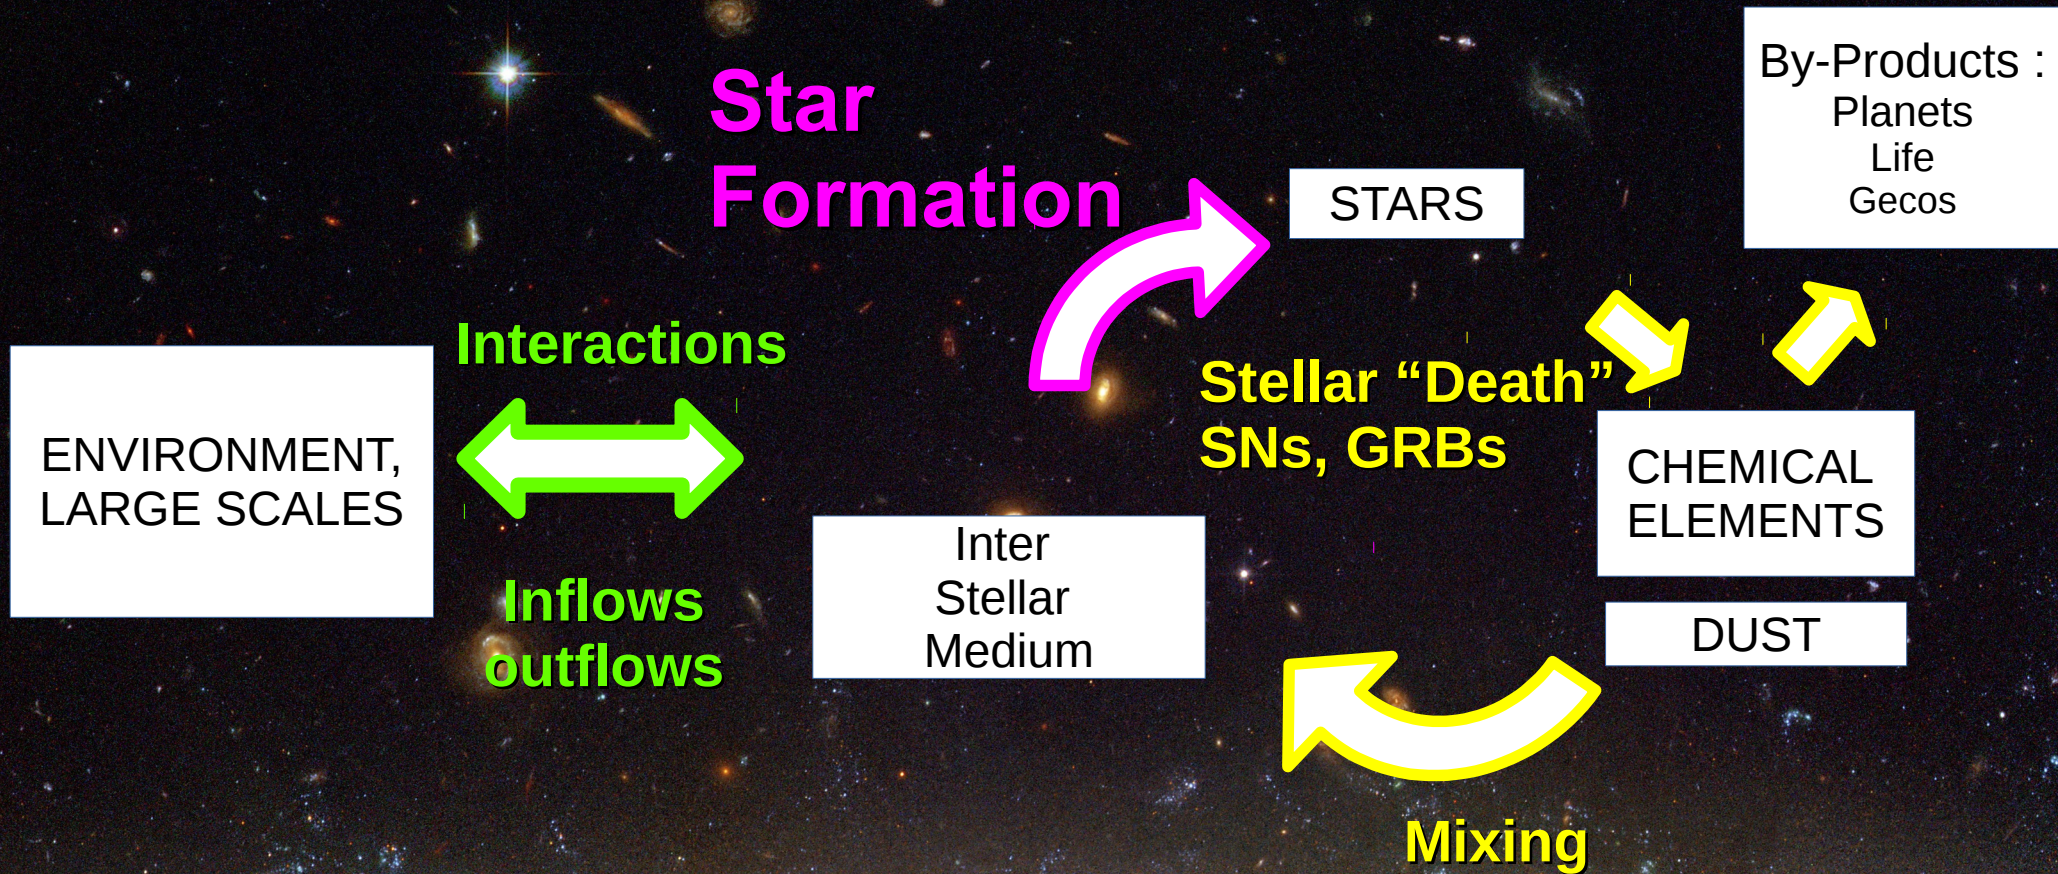 Star
Formation
STARS
By-Products :
Planets
Life
Gecos
Interactions
ENVIRONMENT,
LARGE SCALES
Inflows
outflows
Inter
Stellar
Medium
Stellar “Death”
SNs, GRBs
CHEMICAL
ELEMENTS
DUST
Mixing